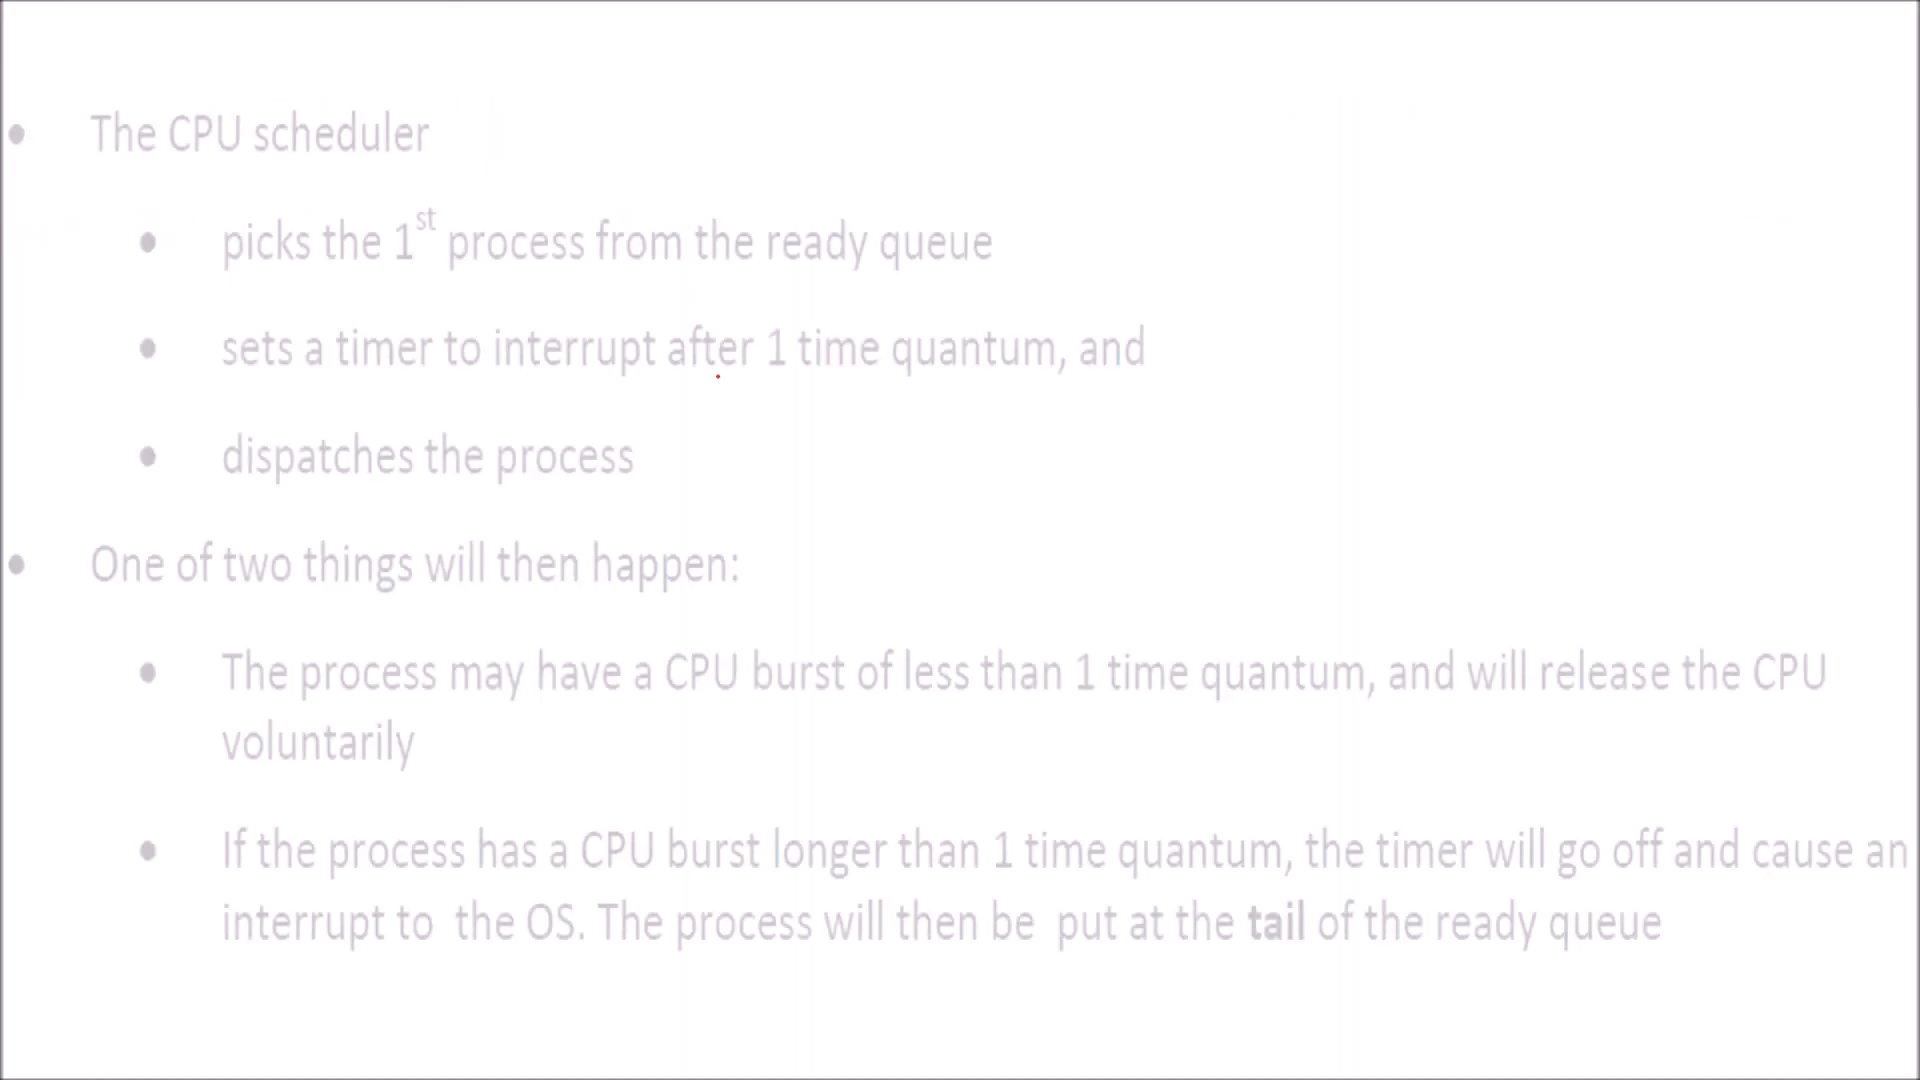 • The CPU scheduler
• picks the 1st process from the ready queue
• sets a timer to interrupt after 1 time quantum, and
• dispatches the process
• One of two things will then happen:
• The process may have a CPU burst of less than 1 time quantum, and will release the CPU
voluntarily
• If the process has a CPU burst longer than 1 time quantum, the timer will go off and cause an
interrupt to  the OS. The process will then be  put at the tail of the ready queue